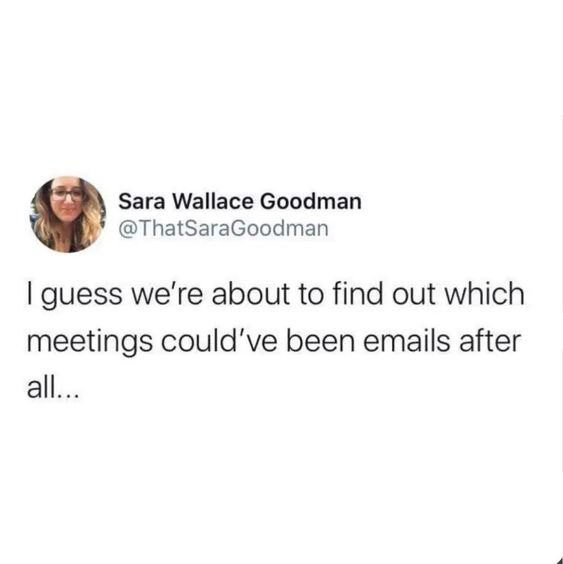 Sara Wallace Goodman
@ThatSaraGoodman
I guess we're about to find out which
meetings could've been emails after
all...